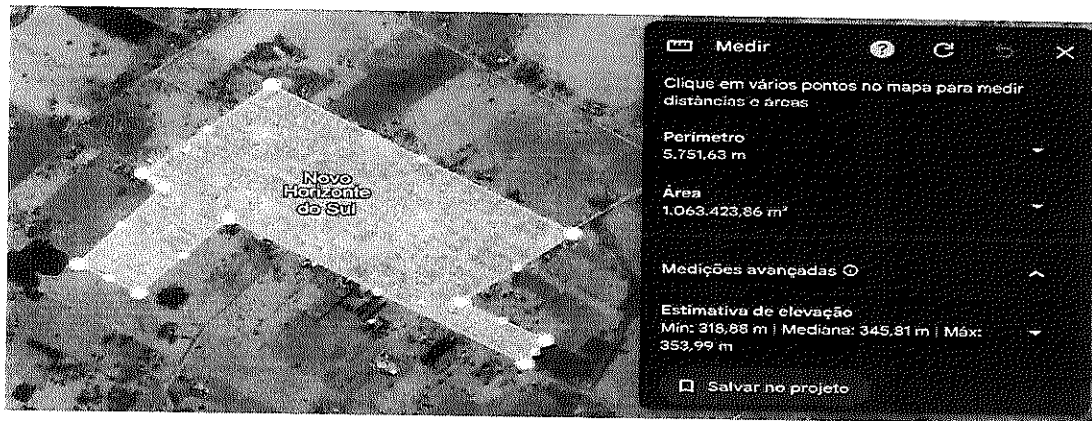 Novo
Horizonte
do Sul
Medir
Clique em vários pontos no mapa para medir
distâncias e áreas
Perímetro
5.751,63 m
Área
1.063.423,86 m²
Medições avançadas
Estimativa de elevação
Mín: 318,88 m | Mediana: 345,81 m | Máx:
353,99 m
Salvar no projeto